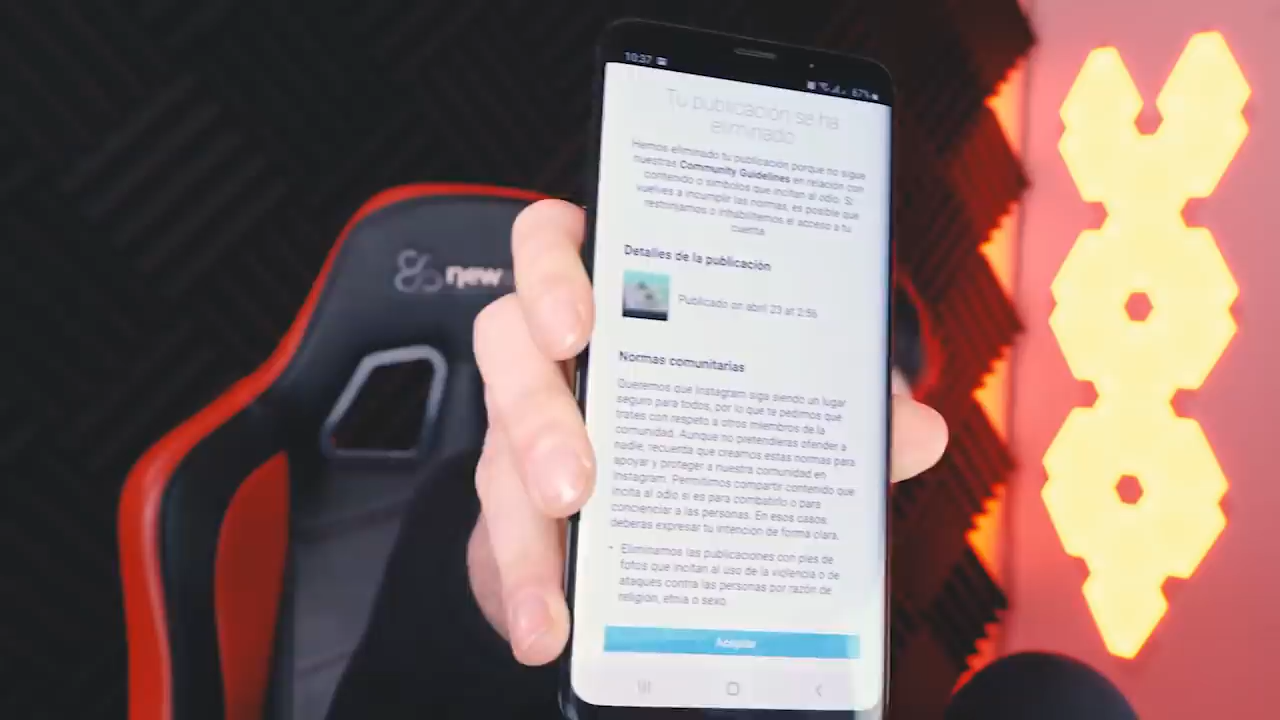 10:37
67%
Tu publicación se ha
eliminado
Hemos eliminado tu publicación porque no sigue
nuestras Community Guidelines en relación con
contenido o símbolos que incitan al odio. Si
vuelves a incumplir las normas, es posible que
restrinjamos o inhabilitemos el acceso a tu
cuenta.
Detalles de la publicación
Publicado on abril 23 at 2:56
Normas comunitarias
Queremos que Instagram siga siendo un lugar
seguro para todos, por lo que te pedimos que
trates con respeto a otros miembros de la
comunidad. Aunque no pretendieras ofender a
nadie, recuerda que creamos estas normas para
apoyar y proteger a nuestra comunidad en
Instagram. Permitimos compartir contenido que
incita al odio si es para combatirlo o para
concienciar a las personas. En esos casos,
deberás expresar tu intención de forma clara.
• Eliminamos las publicaciones con pies de
fotos que incitan al uso de la violencia o de
ataques contra las personas por razón de
religión, etnia o sexo.
Aceptar
new